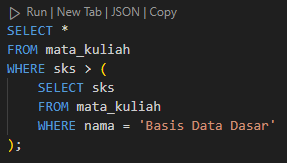 Run | New Tab | JSON | Copy
SELECT *
FROM mata_kuliah
WHERE sks > (
    SELECT sks
    FROM mata_kuliah
    WHERE nama = 'Basis Data Dasar'
);